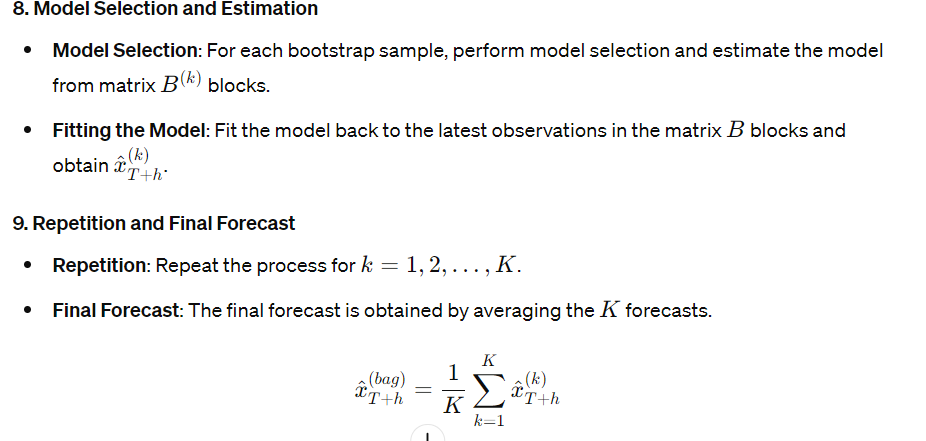 8. Model Selection and Estimation
• Model Selection: For each bootstrap sample, perform model selection and estimate the model
from matrix $B^{(k)}$ blocks.
• Fitting the Model: Fit the model back to the latest observations in the matrix $B$ blocks and
obtain $\hat{x}_{T+h}^{(k)}$.
9. Repetition and Final Forecast
• Repetition: Repeat the process for $k = 1, 2, \ldots, K$.
• Final Forecast: The final forecast is obtained by averaging the $K$ forecasts.
$\hat{x}_{T+h}^{(bag)} = \frac{1}{K} \sum_{k=1}^{K} \hat{x}_{T+h}^{(k)}$